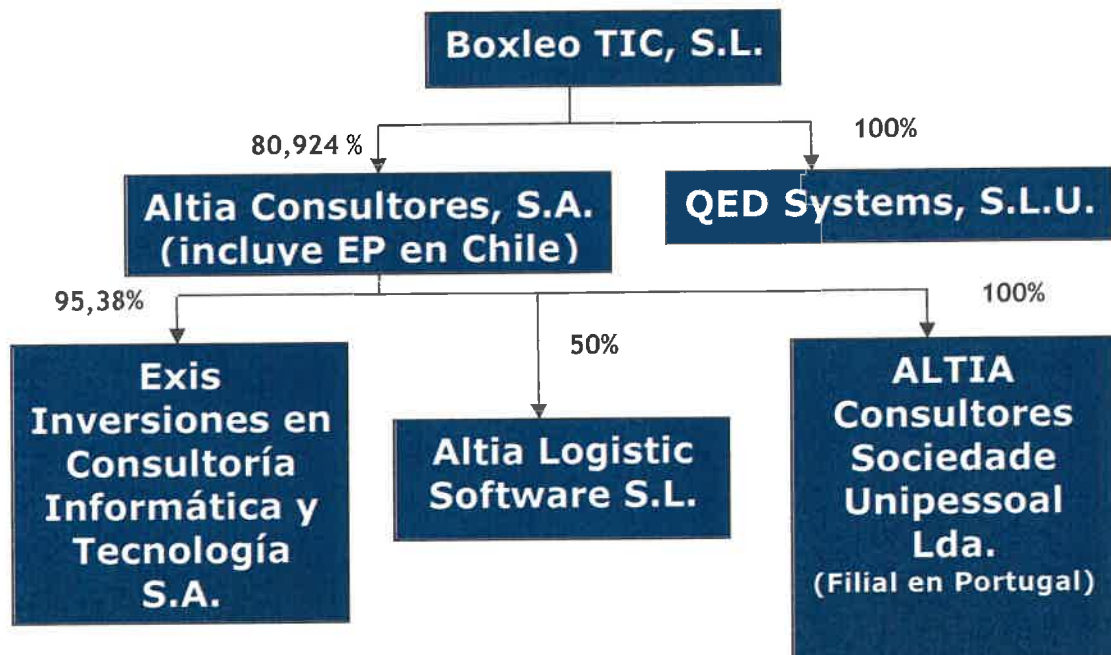 Boxleo TIC, S.L.
80,924 %
100%
Altia Consultores, S.A.
(incluye EP en Chile)
QED Systems, S.L.U.
95,38%
50%
100%
Exis
Inversiones en
Consultoría
Informática y
Tecnología
S.A.
Altia Logistic
Software S.L.
ALTIA
Consultores
Sociedade
Unipessoal
Lda.
(Filial en Portugal)